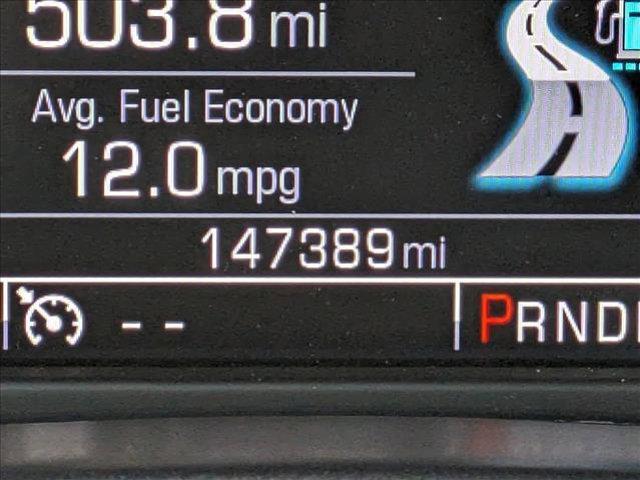 503.8 mi
Avg. Fuel Economy
12.0 mpg
147389 mi
-- PRND